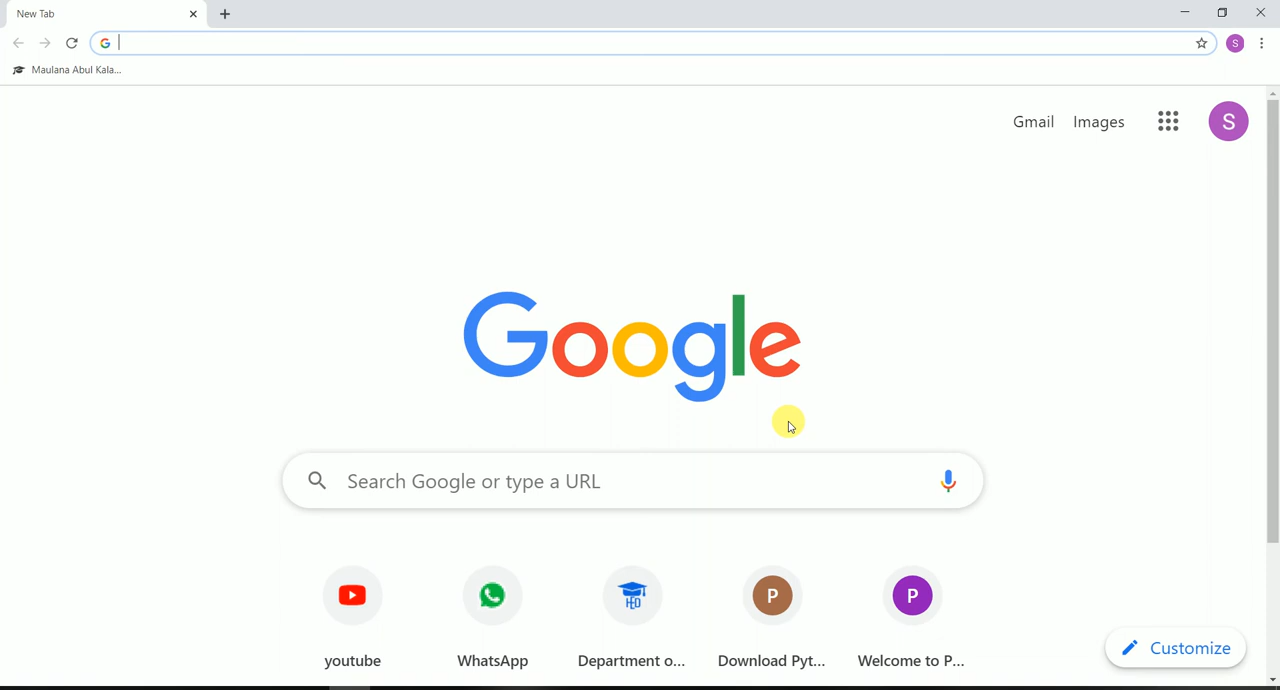 New Tab
G
S
Maulana Abul Kala...
Gmail Images
S
Google
Search Google or type a URL
HED
P
P
youtube
WhatsApp
Department o...
Download Pyt...
Welcome to P...
Customize